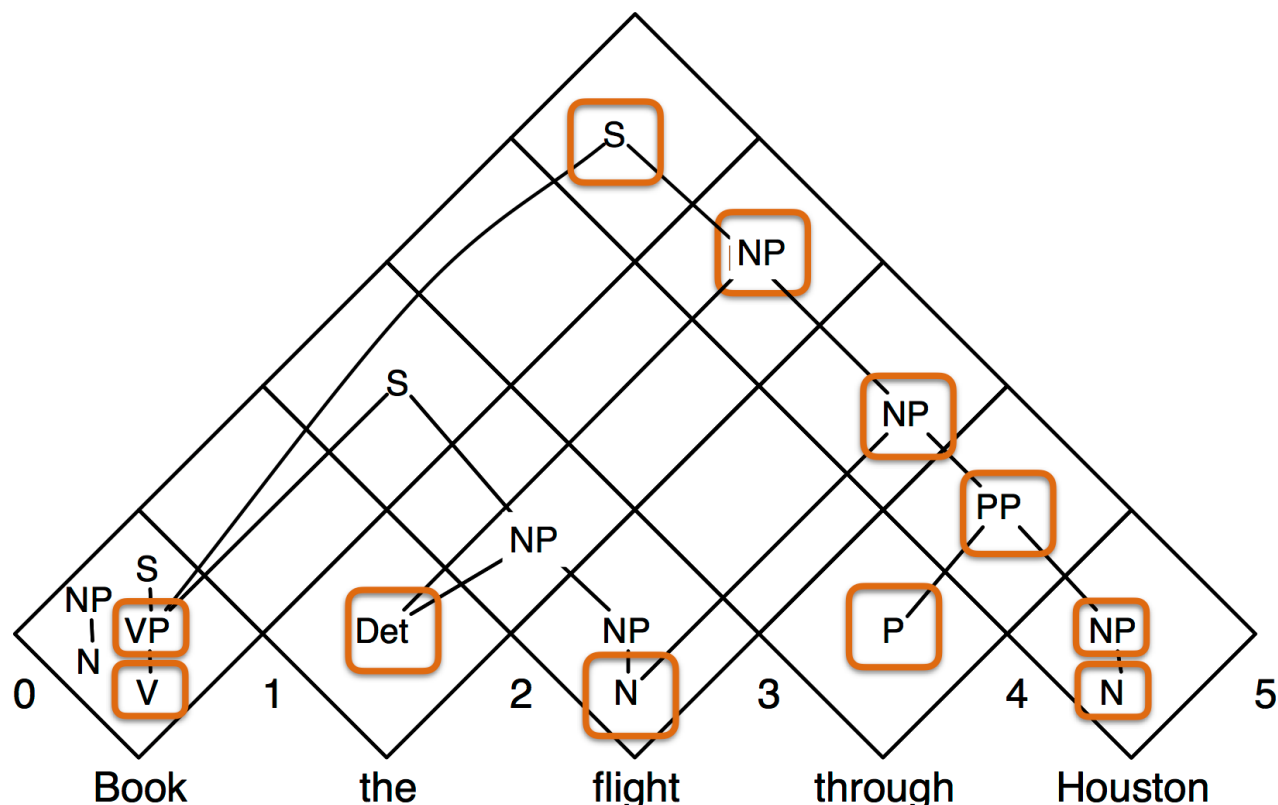 S
NP
S
NP
PP
NP
S
NP VP Det NP P NP
N V N N
0 1 2 3 4 5
Book the flight through Houston